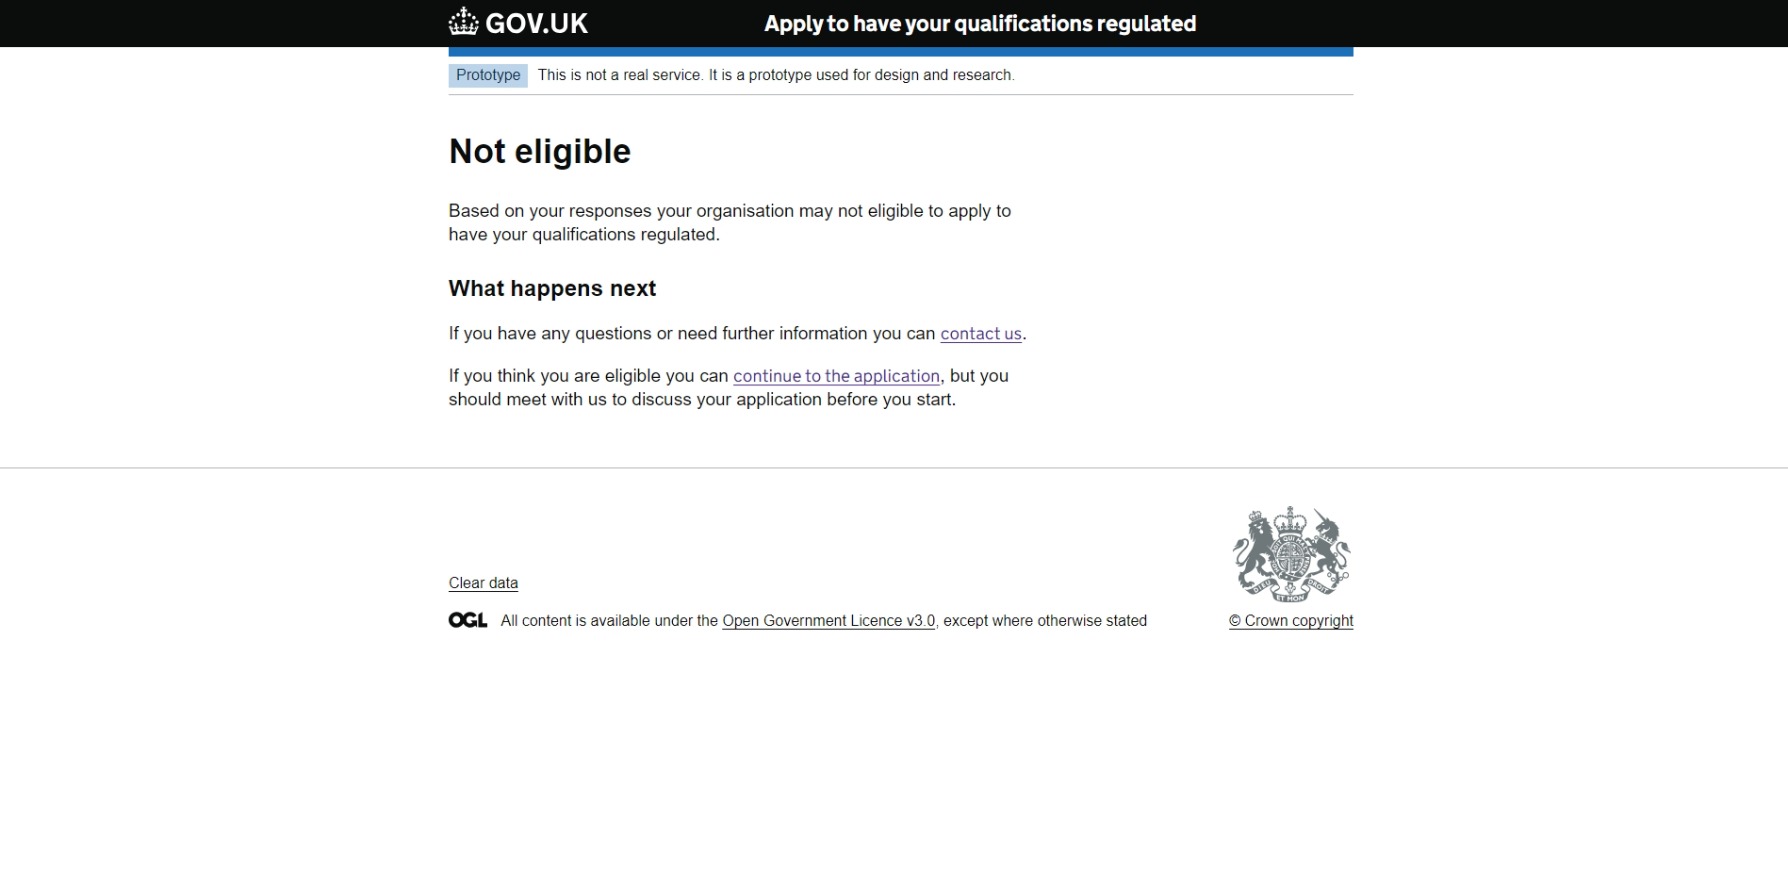 GOV.UK
Apply to have your qualifications regulated
Prototype This is not a real service. It is a prototype used for design and research.
Not eligible
Based on your responses your organisation may not eligible to apply to
have your qualifications regulated.
What happens next
If you have any questions or need further information you can contact us.
If you think you are eligible you can continue to the application, but you
should meet with us to discuss your application before you start.
Clear data
OGL All content is available under the Open Government Licence v3.0, except where otherwise stated
DIEU ET MON DROIT
© Crown copyright